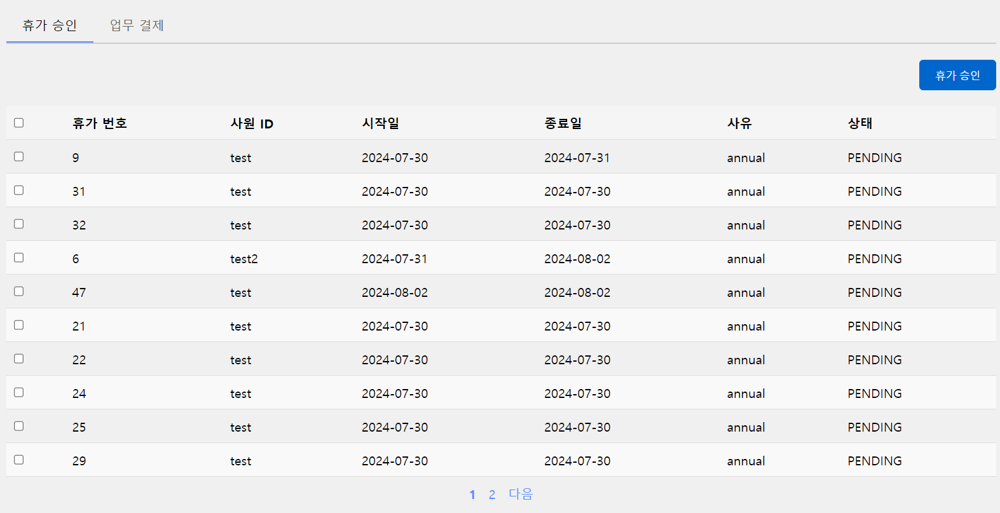 휴가 승인 업무 결제
휴가 승인
휴가 번호 사원 ID 시작일 종료일 사유 상태
9 test 2024-07-30 2024-07-31 annual PENDING
31 test 2024-07-30 2024-07-30 annual PENDING
32 test 2024-07-30 2024-07-30 annual PENDING
6 test2 2024-07-31 2024-08-02 annual PENDING
47 test 2024-08-02 2024-08-02 annual PENDING
21 test 2024-07-30 2024-07-30 annual PENDING
22 test 2024-07-30 2024-07-30 annual PENDING
24 test 2024-07-30 2024-07-30 annual PENDING
25 test 2024-07-30 2024-07-30 annual PENDING
29 test 2024-07-30 2024-07-30 annual PENDING
1 2 다음